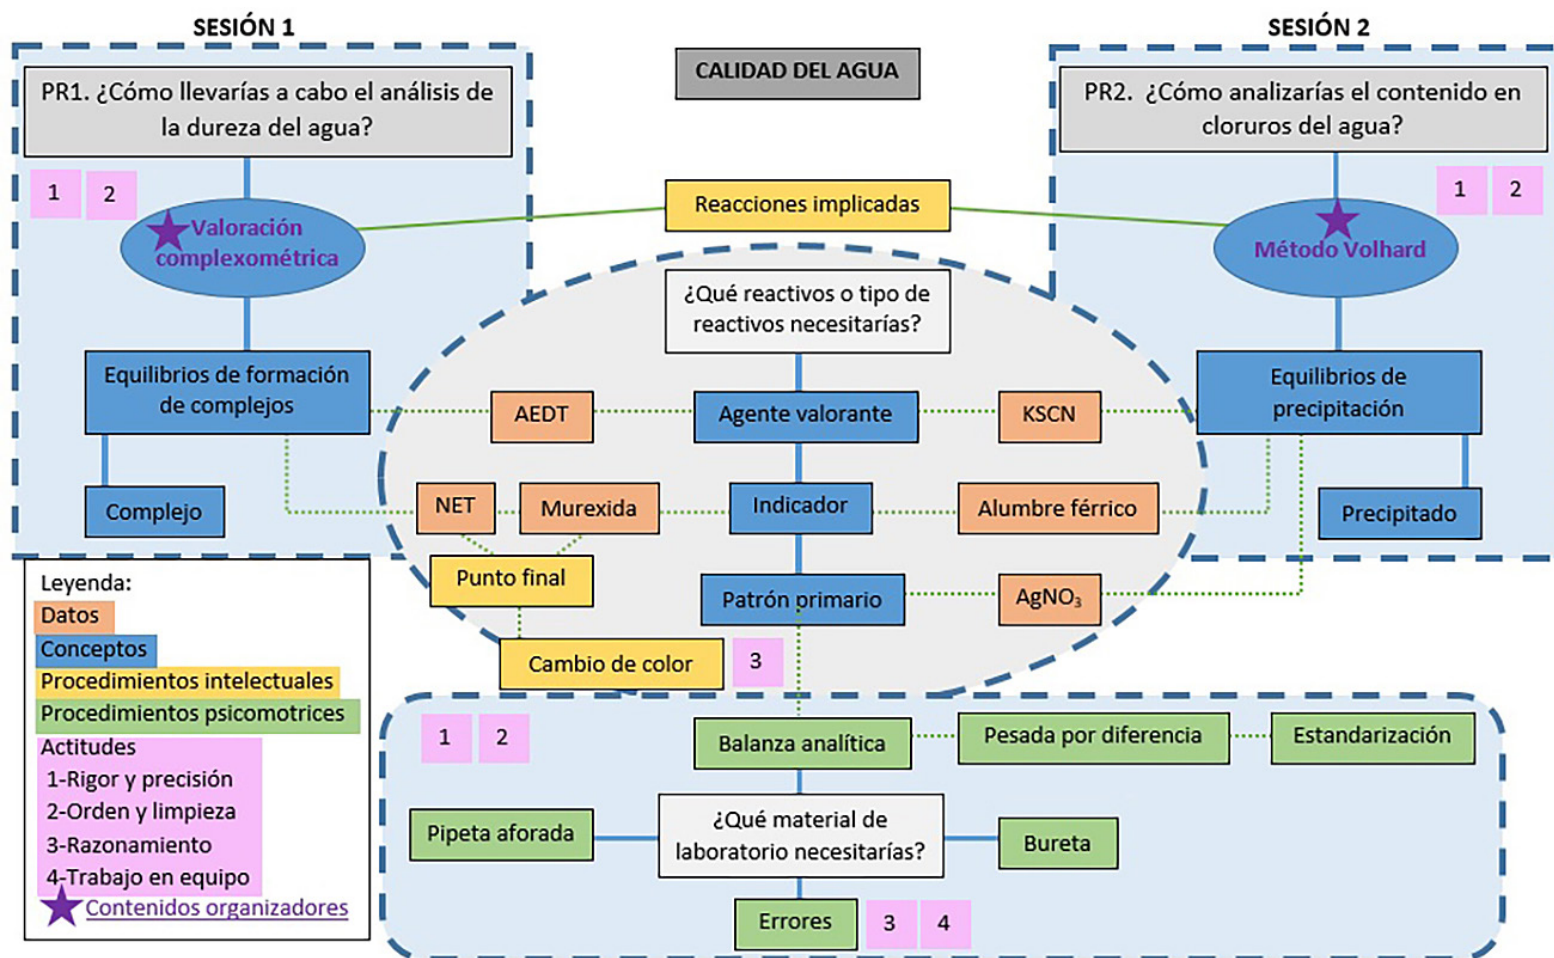 SESIÓN 1
SESIÓN 2
CALIDAD DEL AGUA
PR1. ¿Cómo llevarías a cabo el análisis de
la dureza del agua?
PR2. ¿Cómo analizarías el contenido en
cloruros del agua?
1
2
Reacciones implicadas
1
2
Valoración
complexométrica
Método Volhard
¿Qué reactivos o tipo de
reactivos necesitarías?
Equilibrios de formación
de complejos
Equilibrios de
precipitación
AEDT
Agente valorante
KSCN
Complejo
NET
Murexida
Indicador
Alumbre férrico
Precipitado
Punto final
Patrón primario
AgNO₃
Cambio de color
3
Leyenda:
Datos
Conceptos
Procedimientos intelectuales
Procedimientos psicomotrices
Actitudes
1-Rigor y precisión
2-Orden y limpieza
3-Razonamiento
4-Trabajo en equipo
Contenidos organizadores
1
2
Balanza analítica
Pesada por diferencia
Estandarización
Pipeta aforada
¿Qué material de
laboratorio necesitarías?
Bureta
Errores
3
4